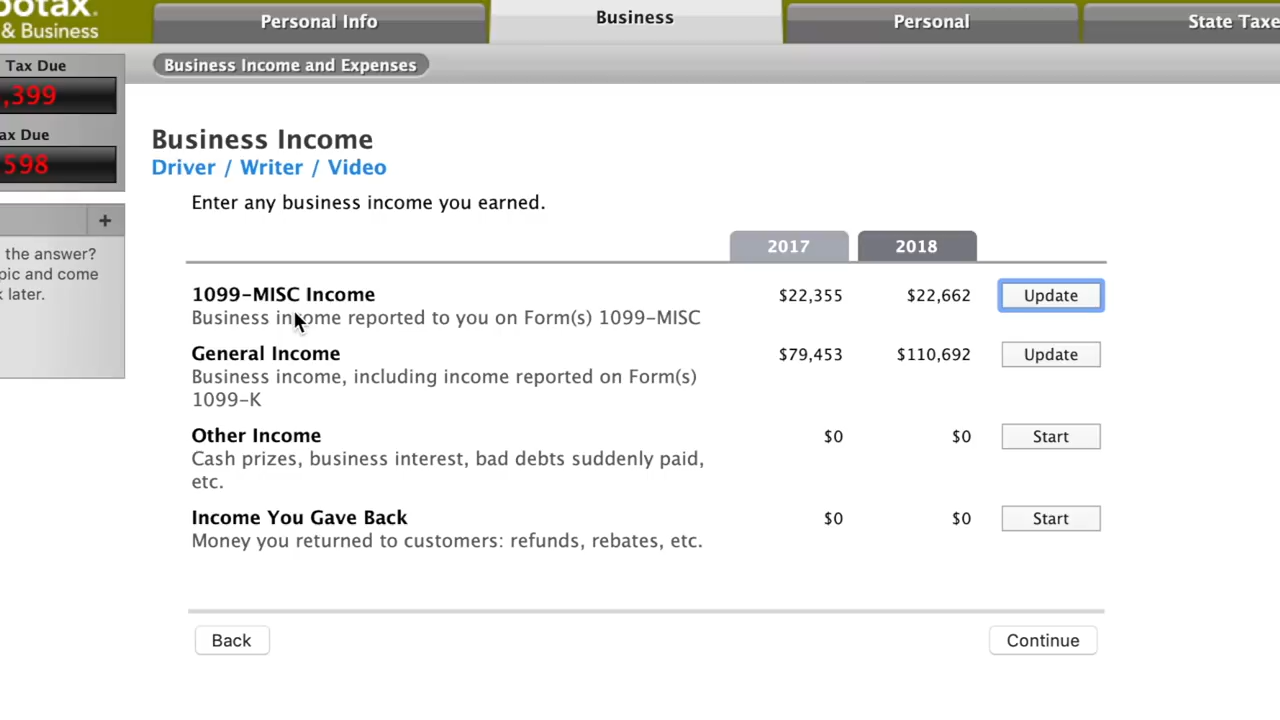 & Business
Personal Info
Business
Personal
State Taxe
Business Income and Expenses
Tax Due
,399
ax Due
598
+
the answer?
pic and come
later.
Business Income
Driver / Writer / Video
Enter any business income you earned.
2017 2018
1099-MISC Income $22,355 $22,662 Update
Business income reported to you on Form(s) 1099-MISC
General Income $79,453 $110,692 Update
Business income, including income reported on Form(s)
1099-K
Other Income $0 $0 Start
Cash prizes, business interest, bad debts suddenly paid,
etc.
Income You Gave Back $0 $0 Start
Money you returned to customers: refunds, rebates, etc.
Back Continue